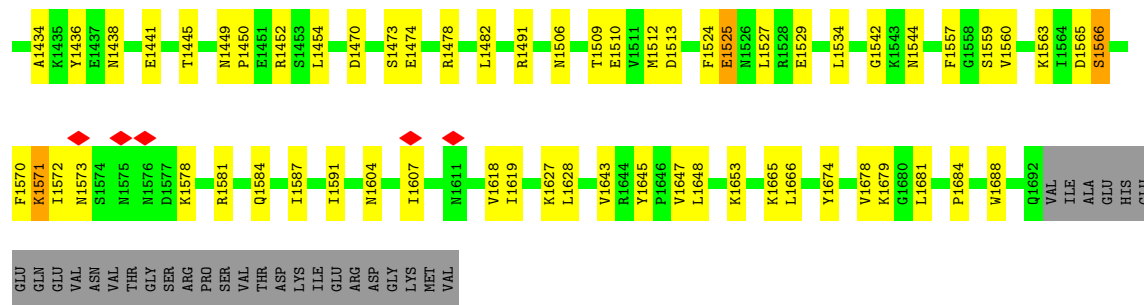 A1434 K1435 Y1436 E1437 N1438 E1441 T1445 N1449 P1450 E1451 R1452 S1453 L1454 D1470 S1473 E1474 R1478 L1482 R1491 N1506 T1509 E1510 V1511 M1512 D1513 F1524 E1525 N1526 L1527 R1528 E1529 L1534 G1542 K1543 N1544 F1557 G1558 S1559 V1560 K1563 I1564 D1565 S1566
F1570 K1571 I1572 N1573 S1574 N1575 N1576 D1577 K1578 R1581 Q1584 I1587 I1591 N1604 I1607 N1611 V1618 I1619 K1627 L1628 V1643 R1644 Y1645 P1646 V1647 L1648 K1653 K1665 L1666 Y1674 V1678 K1679 G1680 L1681 P1684 W1688 Q1692 VAL ILE ALA GLU HIS GLU
GLU GLN GLU VAL ASN VAL THR GLY SER ARG PRO SER VAL THR ASP LYS ILE GLU ARG ASP GLY LYS MET VAL